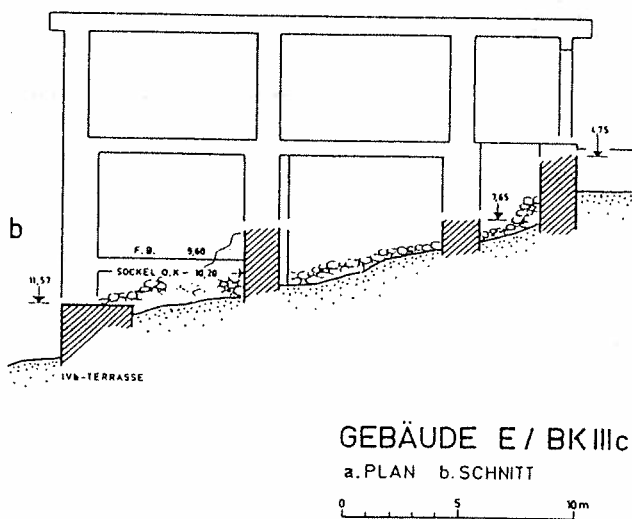 4,75
7,65
b
F.B. 9,60
SOCKEL O.K – 10,20
11,57
IVb-TERRASSE
GEBÄUDE E / BK IIIc
a. PLAN b. SCHNITT
0 5 10m